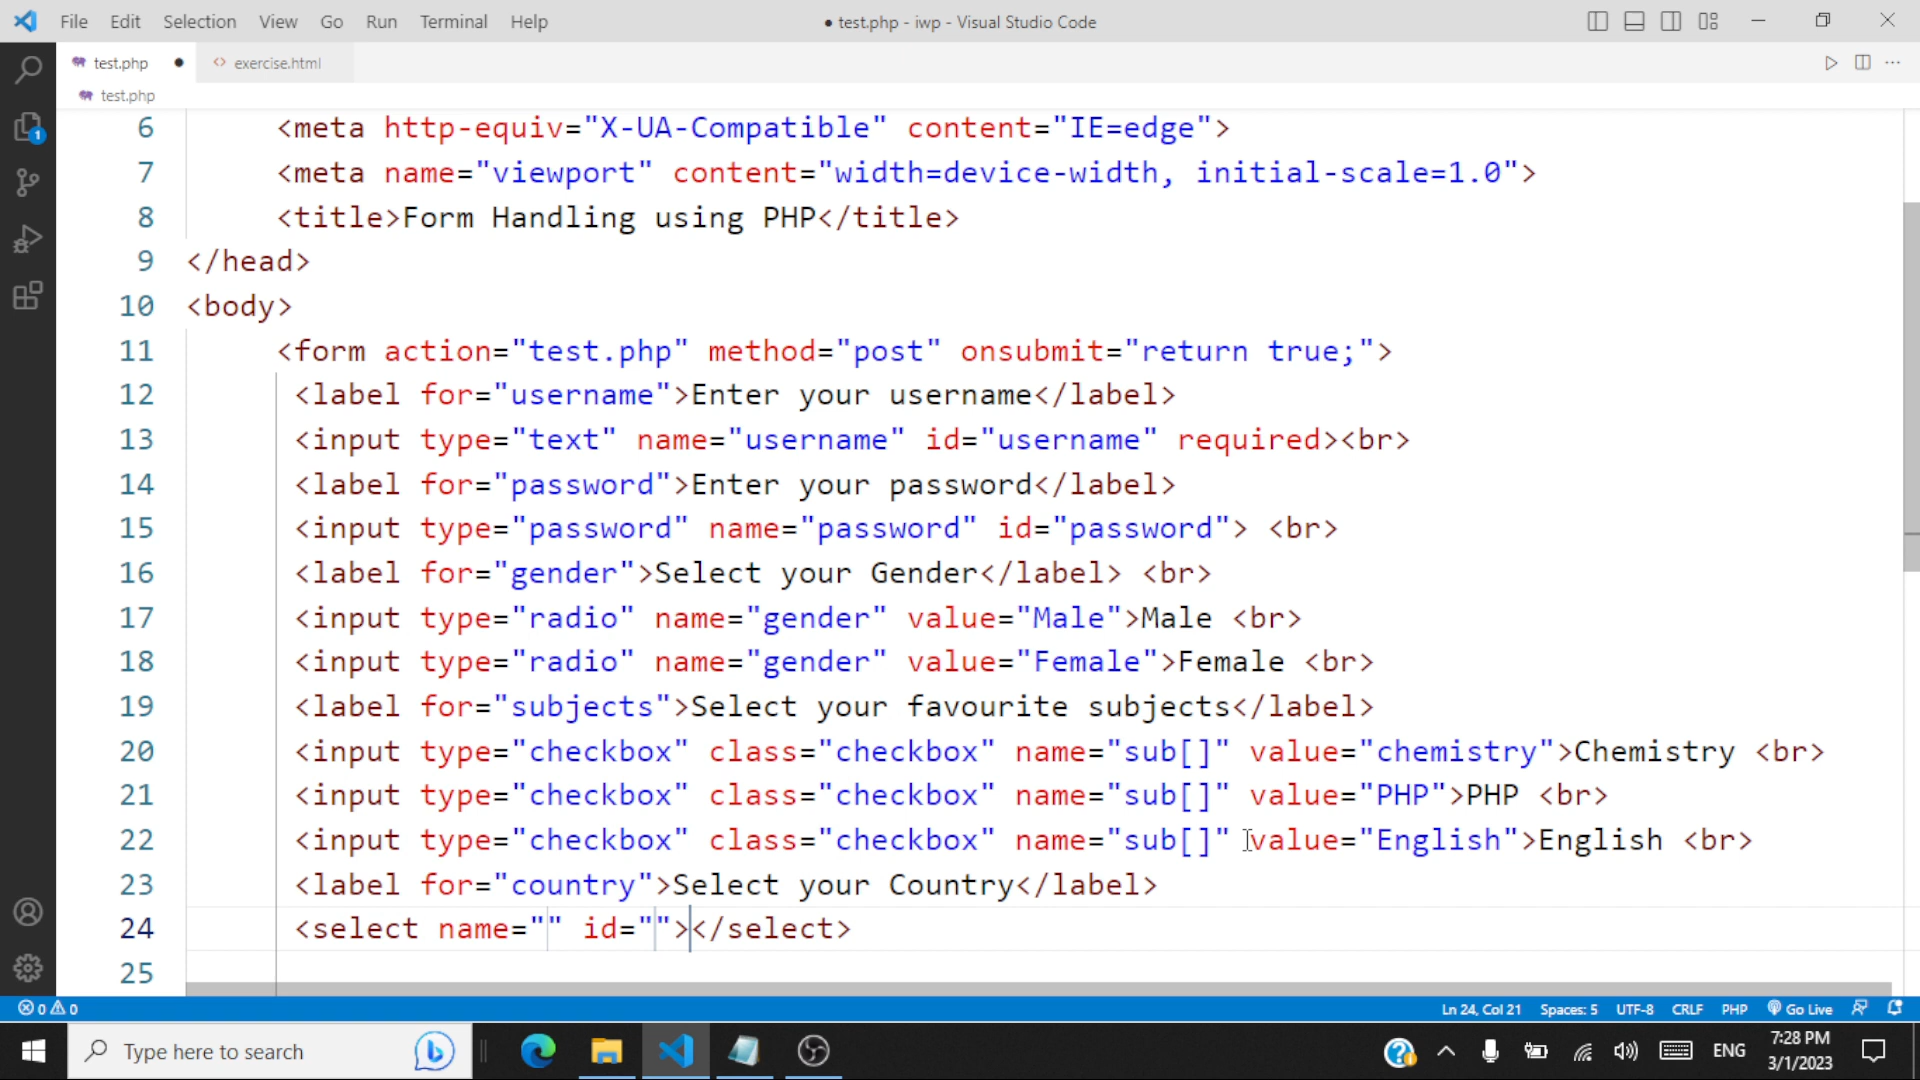 File Edit Selection View Go Run Terminal Help
● test.php - iwp - Visual Studio Code
test.php ●
<> exercise.html
test.php
1
6 <meta http-equiv="X-UA-Compatible" content="IE=edge">
7 <meta name="viewport" content="width=device-width, initial-scale=1.0">
8 <title>Form Handling using PHP</title>
9 </head>
10 <body>
11 <form action="test.php" method="post" onsubmit="return true;">
12 <label for="username">Enter your username</label>
13 <input type="text" name="username" id="username" required><br>
14 <label for="password">Enter your password</label>
15 <input type="password" name="password" id="password"> <br>
16 <label for="gender">Select your Gender</label> <br>
17 <input type="radio" name="gender" value="Male">Male <br>
18 <input type="radio" name="gender" value="Female">Female <br>
19 <label for="subjects">Select your favourite subjects</label>
20 <input type="checkbox" class="checkbox" name="sub[]" value="chemistry">Chemistry <br>
21 <input type="checkbox" class="checkbox" name="sub[]" value="PHP">PHP <br>
22 <input type="checkbox" class="checkbox" name="sub[]" value="English">English <br>
23 <label for="country">Select your Country</label>
24 <select name="" id=""></select>
25
0 0
Ln 24, Col 21 Spaces: 5 UTF-8 CRLF PHP Go Live
Type here to search
ENG
7:28 PM
3/1/2023